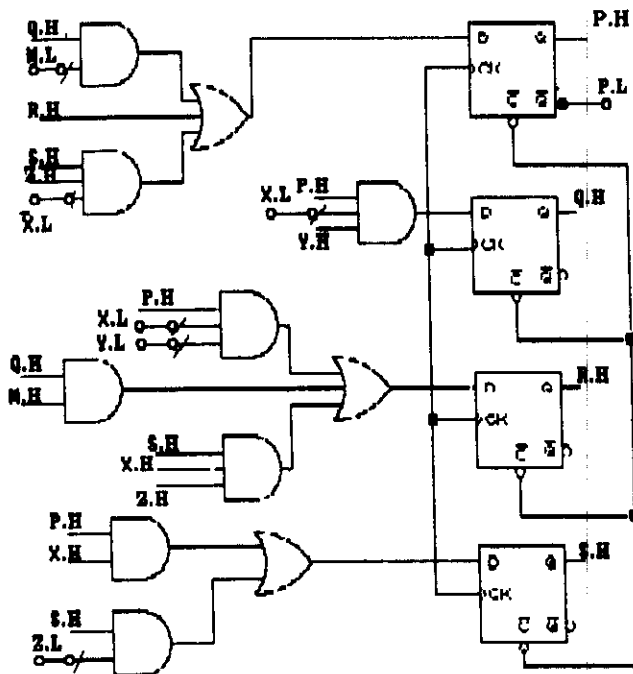 Q.H
M.L
R.H
S.H
Z.H
X.L
D Q
CK
C Q
P.H
P.L
X.L
P.H
Y.H
D Q
CK
C Q
Q.H
P.H
X.L
Y.L
Q.H
M.H
S.H
X.H
Z.H
D Q
CK
C Q
R.H
P.H
X.H
S.H
Z.L
D Q
CK
C Q
S.H